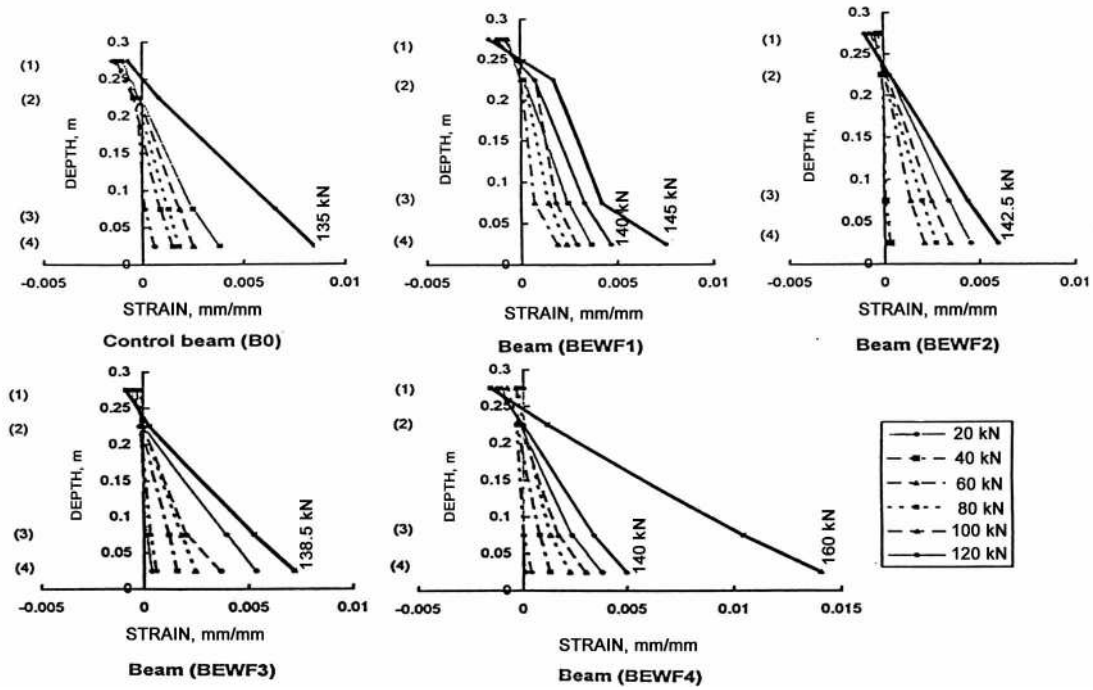 0.3
(1)
0.25
(2)
0.2
DEPTH, m
0.15
0.1
(3)
0.05
(4)
0
135 kN
-0.005
0
0.005
0.01
STRAIN, mm/mm
Control beam (B0)
0.3
(1)
0.25
(2)
0.2
DEPTH, m
0.15
0.1
(3)
0.05
(4)
0
140 kN
145 kN
-0.005
0
0.005
0.01
STRAIN, mm/mm
Beam (BEWF1)
0.3
(1)
0.25
(2)
0.2
DEPTH, m
0.15
0.1
(3)
0.05
(4)
0
142.5 kN
-0.005
0
0.005
0.01
STRAIN, mm/mm
Beam (BEWF2)
0.3
(1)
0.25
(2)
0.2
DEPTH, m
0.15
0.1
(3)
0.05
(4)
0
138.5 kN
-0.005
0
0.005
0.01
STRAIN, mm/mm
Beam (BEWF3)
0.3
(1)
0.25
(2)
0.2
DEPTH, m
0.15
0.1
(3)
0.05
(4)
0
140 kN
160 kN
-0.005
0
0.005
0.01
0.015
STRAIN, mm/mm
Beam (BEWF4)
20 kN
40 kN
60 kN
80 kN
100 kN
120 kN